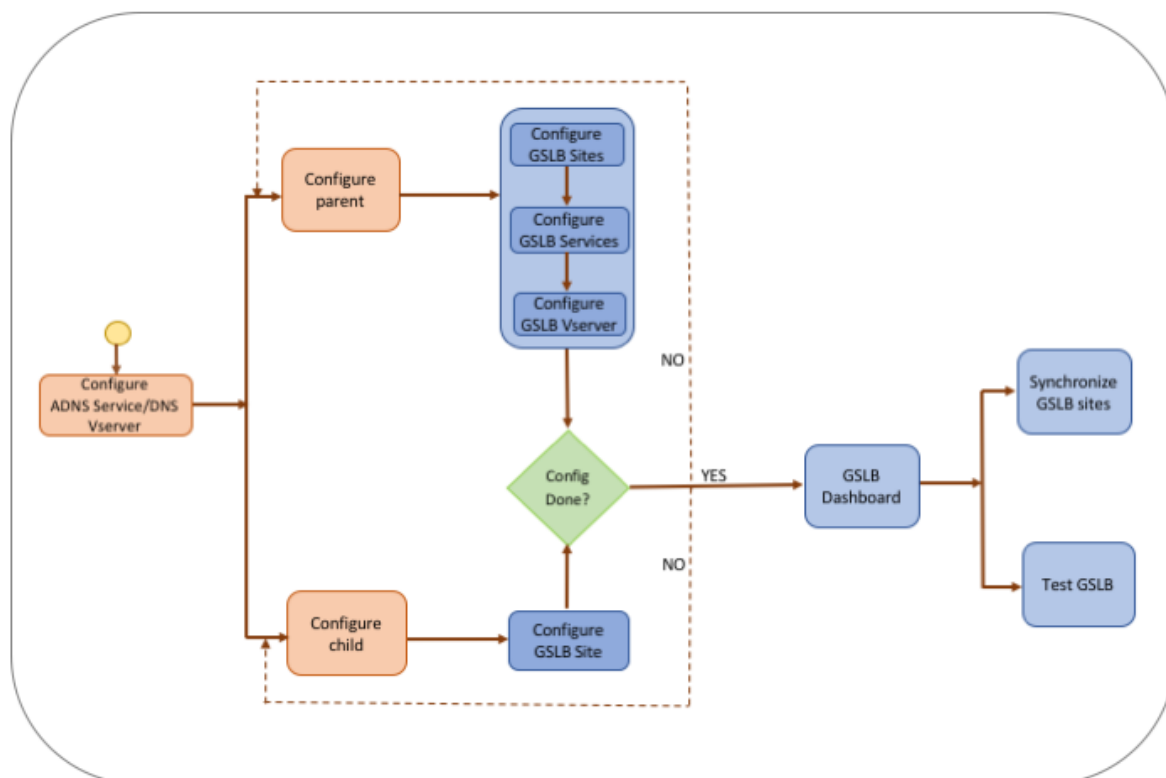 Configure
GSLB Sites
Configure
parent
Configure
GSLB Services
Configure
GSLB Vserver
NO
Configure
ADNS Service/DNS
Vserver
Synchronize
GSLB sites
Config
Done?
YES
GSLB
Dashboard
NO
Test GSLB
Configure
child
Configure
GSLB Site